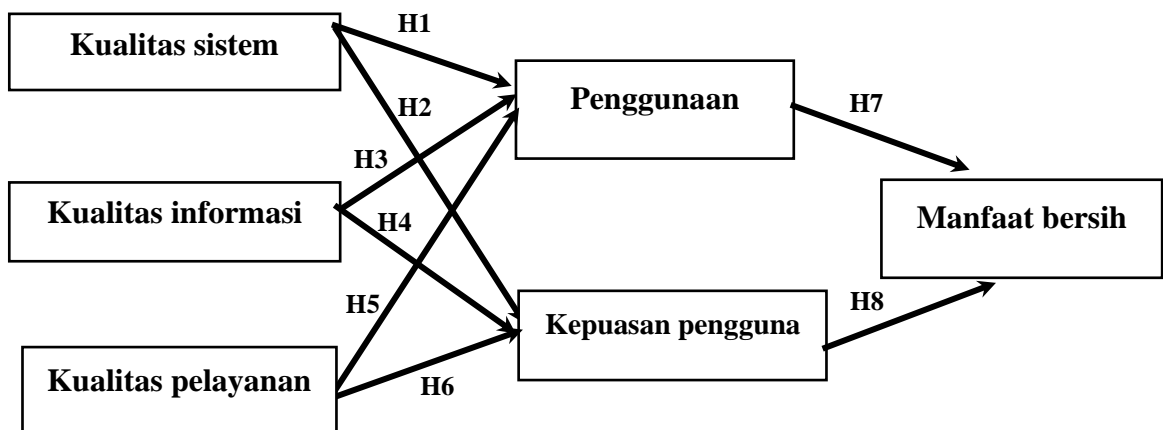 H1
Kualitas sistem
Penggunaan
H7
H2
H3
Kualitas informasi
Manfaat bersih
H4
H5
H8
Kepuasan pengguna
Kualitas pelayanan
H6